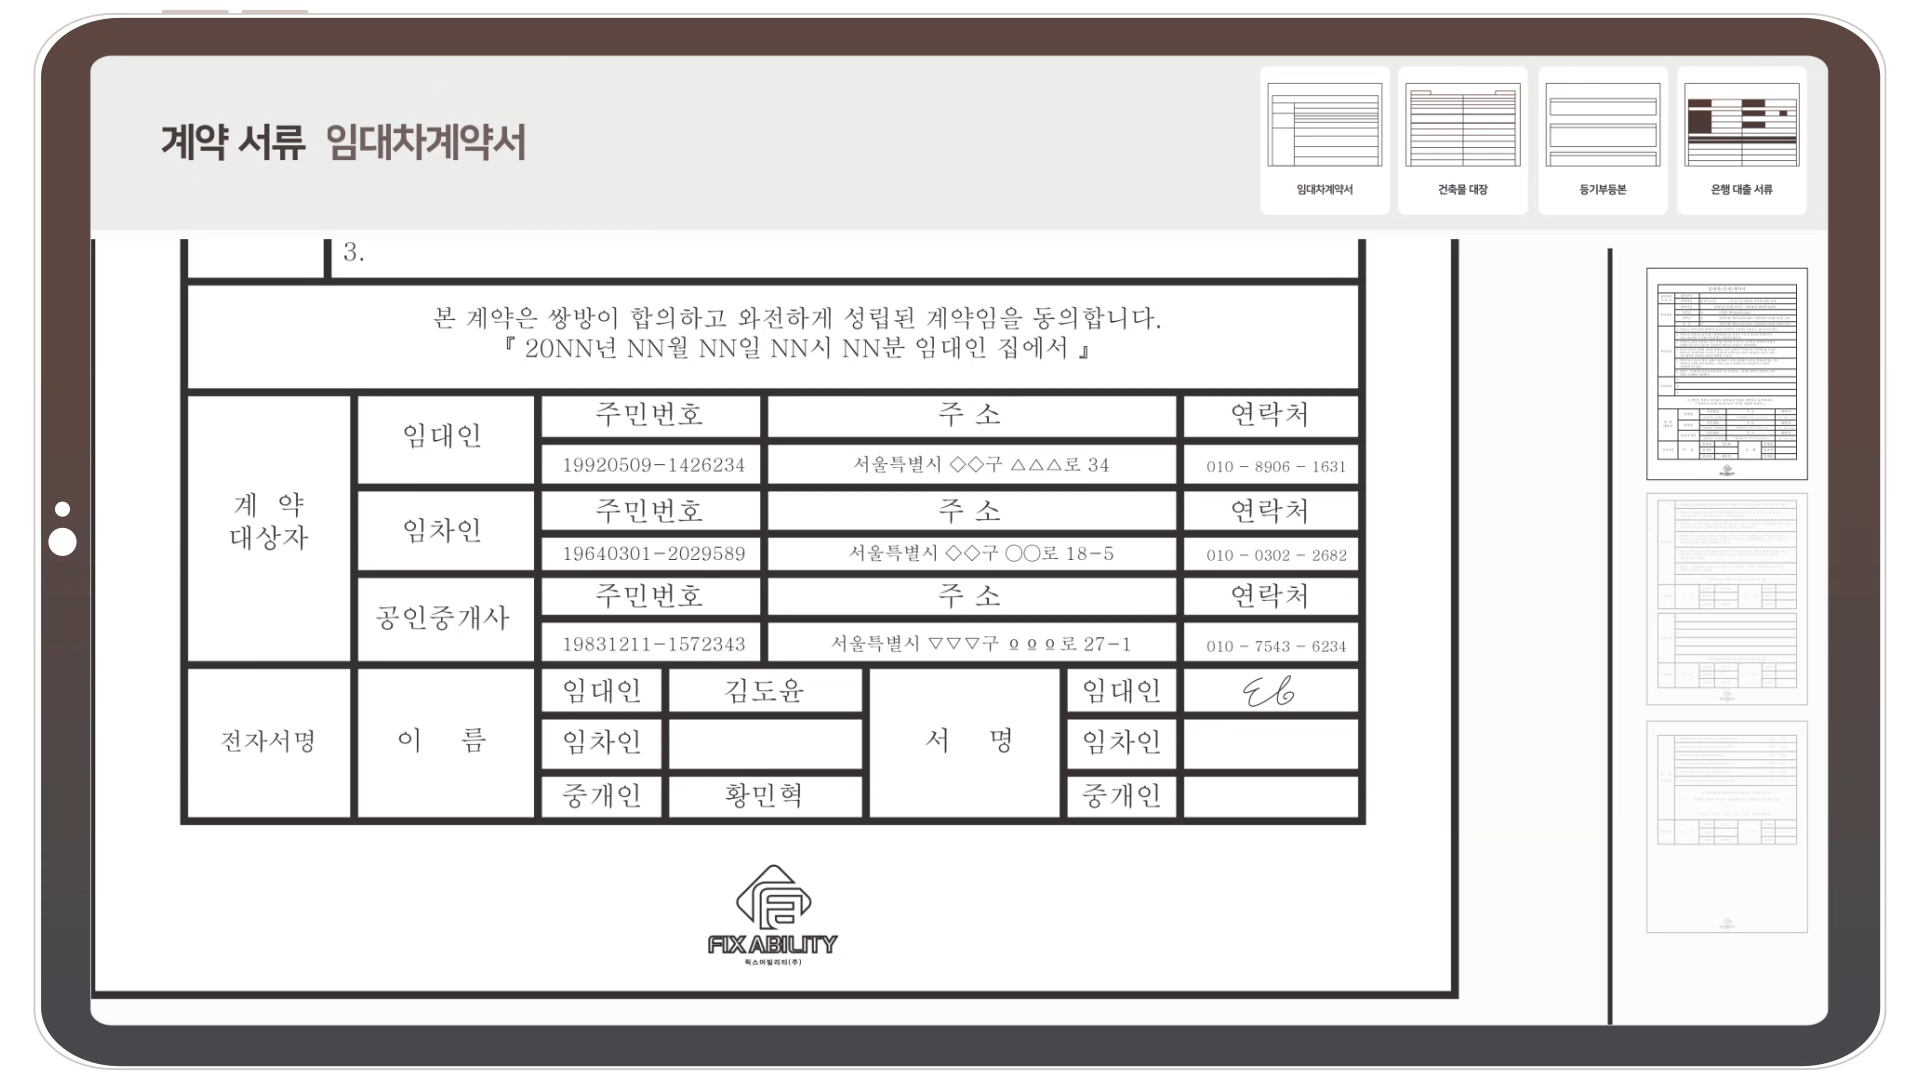 계약 서류 임대차계약서
임대차계약서
건축물 대장
등기부등본
은행 대출 서류
3.
본 계약은 쌍방이 합의하고 와전하게 성립된 계약임을 동의합니다.
『 20NN년 NN월 NN일 NN시 NN분 임대인 집에서 』
계 약
대상자
임대인
주민번호 주 소 연락처
19920509-1426234 서울특별시 ◇◇구 △△△로 34 010 - 8906 - 1631
임차인
주민번호 주 소 연락처
19640301-2029589 서울특별시 ◇◇구 ○○로 18-5 010 - 0302 - 2682
공인중개사
주민번호 주 소 연락처
19831211-1572343 서울특별시 ▽▽▽구 ㅇㅇㅇ로 27-1 010 - 7543 - 6234
전자서명
이 름
임대인 김도윤
임차인
중개인 황민혁
서 명
임대인
임차인
중개인
FIX ABILITY
픽스어빌리티(주)